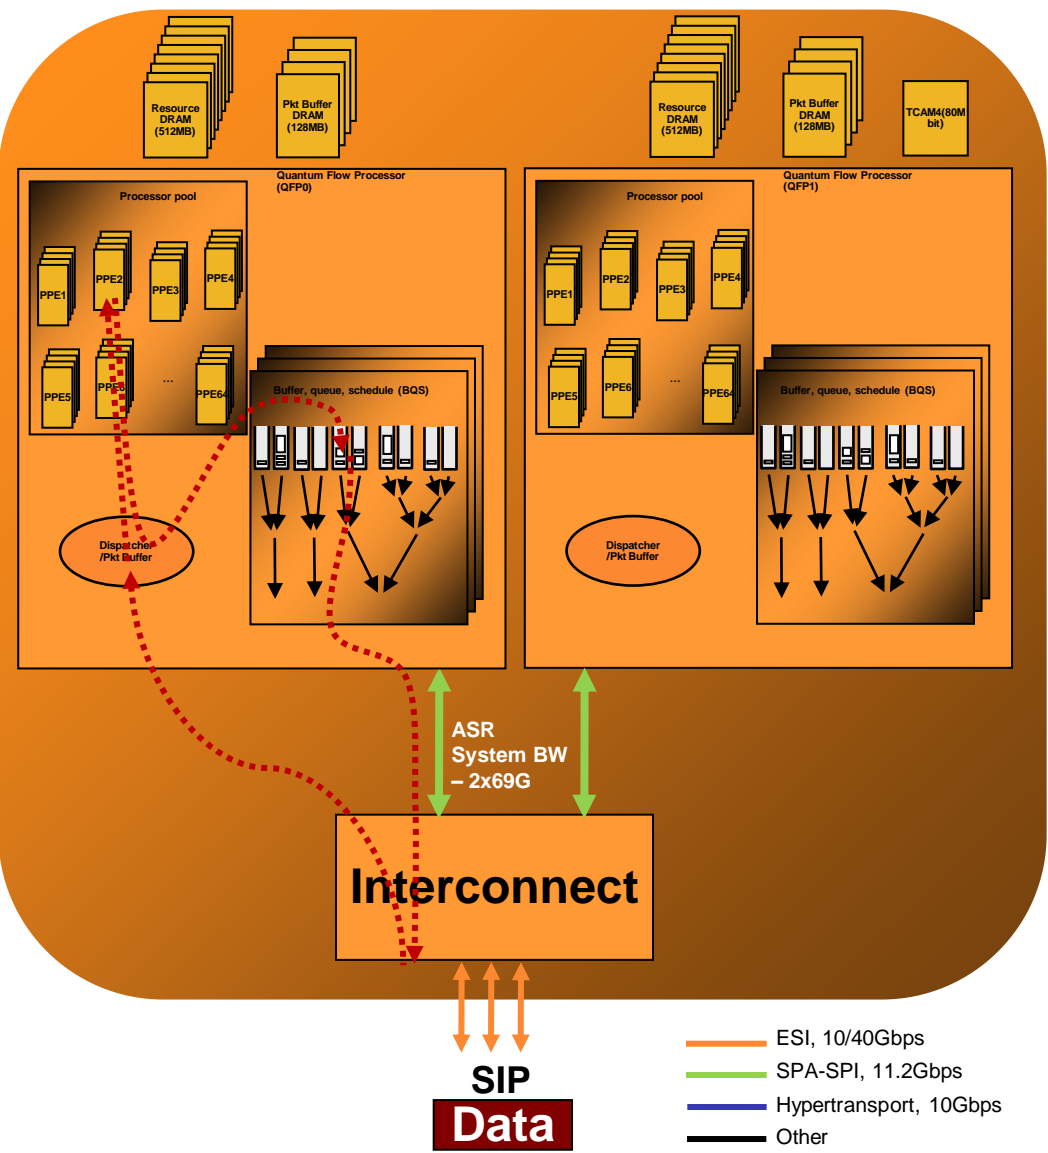 Resource
DRAM
(512MB)
Pkt Buffer
DRAM
(128MB)
Resource
DRAM
(512MB)
Pkt Buffer
DRAM
(128MB)
TCAM4(80M
bit)
Quantum Flow Processor
(QFP0)
Processor pool
PPE1
PPE2
PPE3
PPE4
PPE5
PPE6
...
PPE64
Buffer, queue, schedule (BQS)
Dispatcher
/Pkt Buffer
Quantum Flow Processor
(QFP1)
Processor pool
PPE1
PPE2
PPE3
PPE4
PPE5
PPE6
...
PPE64
Buffer, queue, schedule (BQS)
Dispatcher
/Pkt Buffer
ASR
System BW
– 2x69G
Interconnect
SIP
Data
ESI, 10/40Gbps
SPA-SPI, 11.2Gbps
Hypertransport, 10Gbps
Other